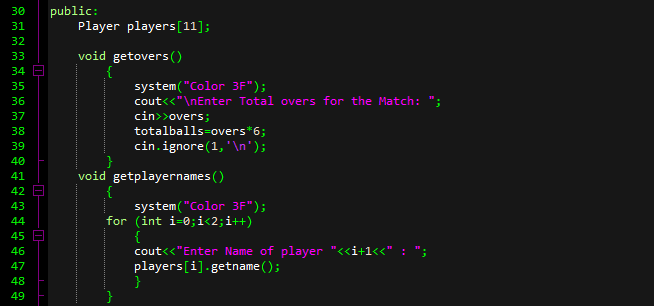 30 public:
31 Player players[11];
32
33 void getovers()
34 {
35 system("Color 3F");
36 cout<<"\nEnter Total overs for the Match: ";
37 cin>>overs;
38 totalballs=overs*6;
39 cin.ignore(1,'\n');
40 }
41 void getplayernames()
42 {
43 system("Color 3F");
44 for (int i=0;i<2;i++)
45 {
46 cout<<"Enter Name of player "<<i+1<<" : ";
47 players[i].getname();
48 }
49 }